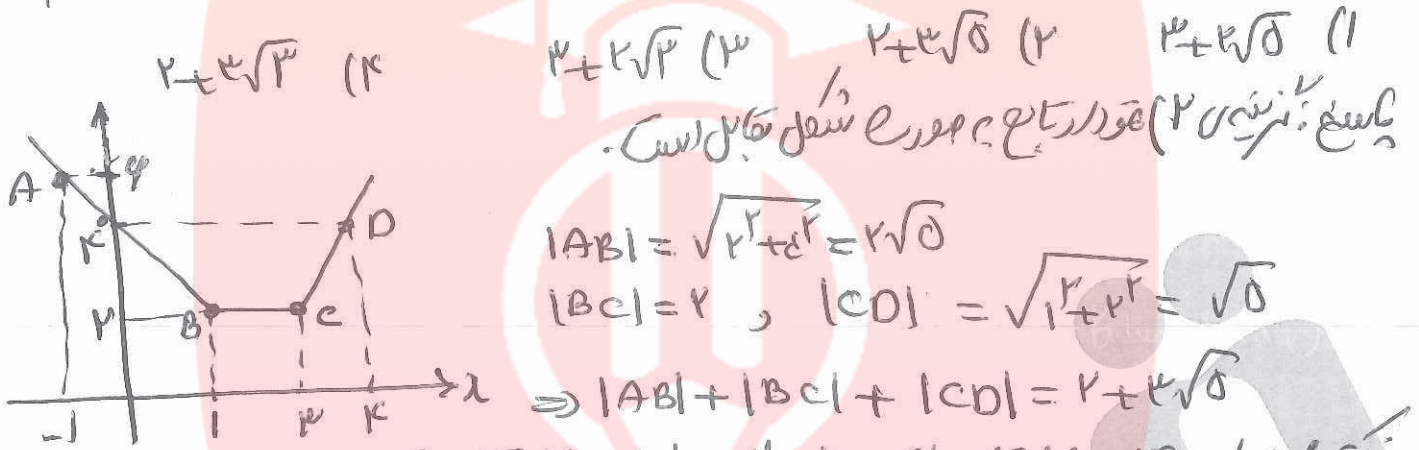 ۱) ۳+۲√۵   ۲) ۲+۳√۵   ۳) ۳+۲√۳   ۴) ۲+۳√۳
پاسخ: گزینه‌ی ۲) نمودار تابع به صورت شکل مقابل است.
|AB| = √(۲²+۴²) = ۲√۵
|BC| = ۲ , |CD| = √(۱²+۲²) = √۵
⇒ |AB| + |BC| + |CD| = ۲+۳√۵
A ۶
۴ D
۲ B C
-۱ ۱ ۳ ۴ x